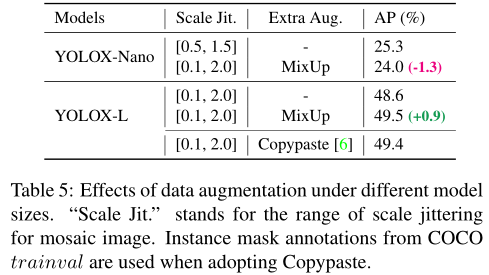 Models Scale Jit. Extra Aug. AP (%)
YOLOX-Nano [0.5, 1.5] - 25.3
[0.1, 2.0] MixUp 24.0 (-1.3)
YOLOX-L [0.1, 2.0] - 48.6
[0.1, 2.0] MixUp 49.5 (+0.9)
[0.1, 2.0] Copypaste [6] 49.4
Table 5: Effects of data augmentation under different model
sizes. “Scale Jit.” stands for the range of scale jittering
for mosaic image. Instance mask annotations from COCO
trainval are used when adopting Copypaste.